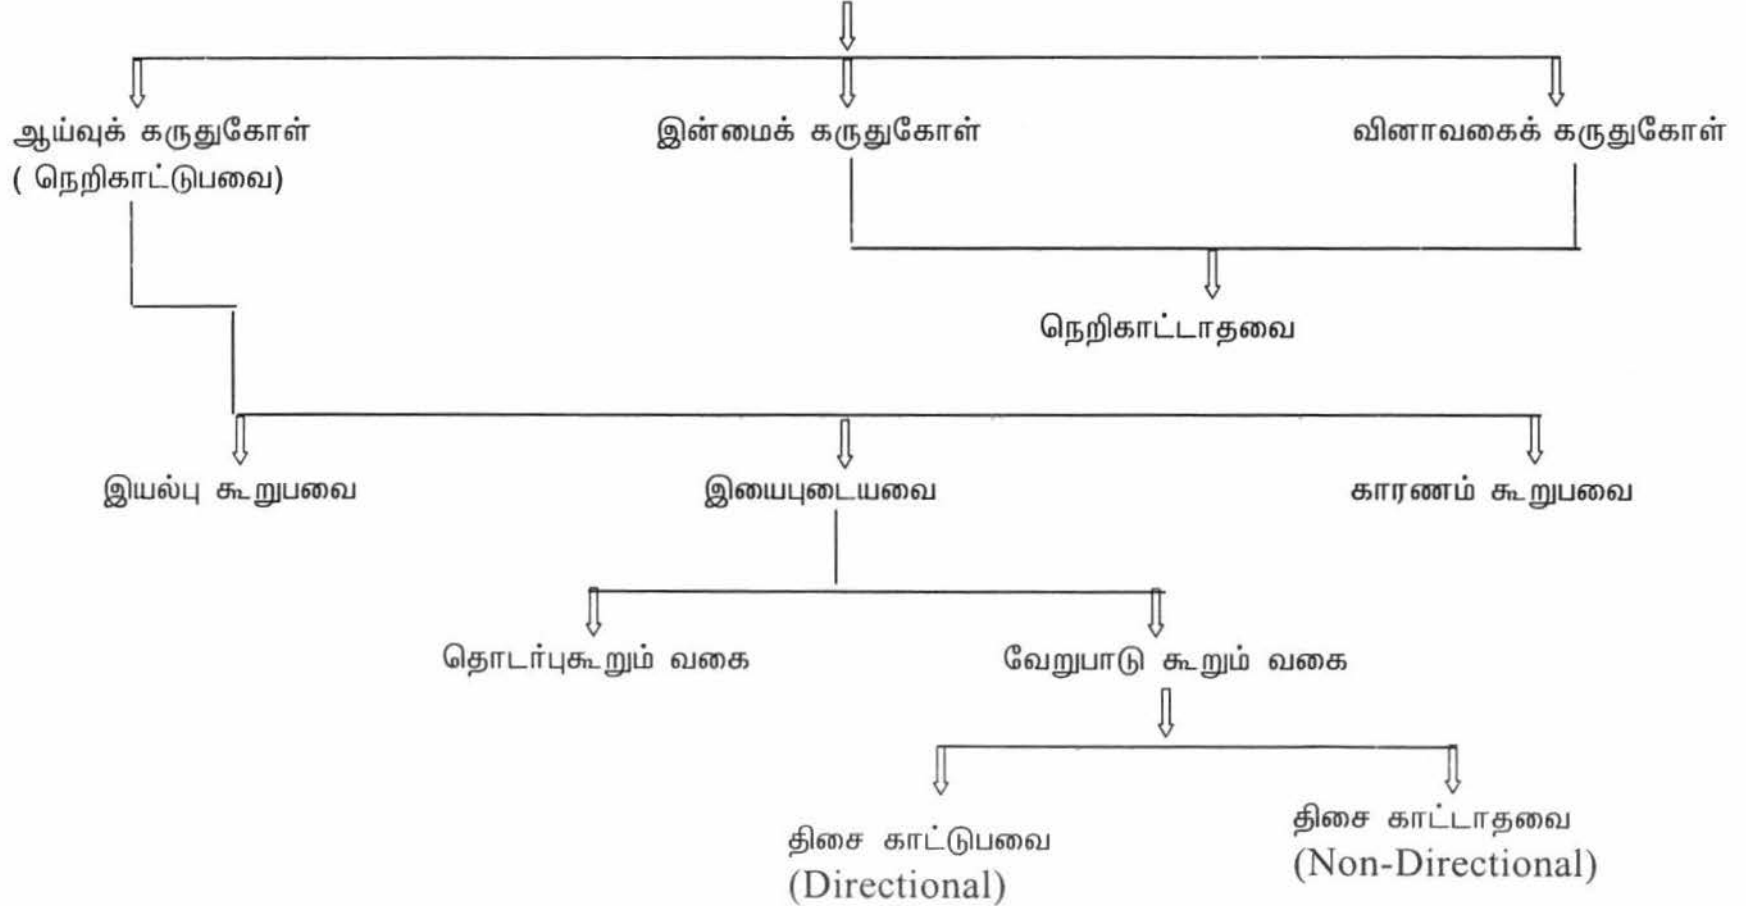 ஆய்வுக் கருதுகோள்
( நெறிகாட்டுபவை)
இன்மைக் கருதுகோள்
வினாவகைக் கருதுகோள்
நெறிகாட்டாதவை
இயல்பு கூறுபவை
இயைபுடையவை
காரணம் கூறுபவை
தொடர்புகூறும் வகை
வேறுபாடு கூறும் வகை
திசை காட்டுபவை
(Directional)
திசை காட்டாதவை
(Non-Directional)